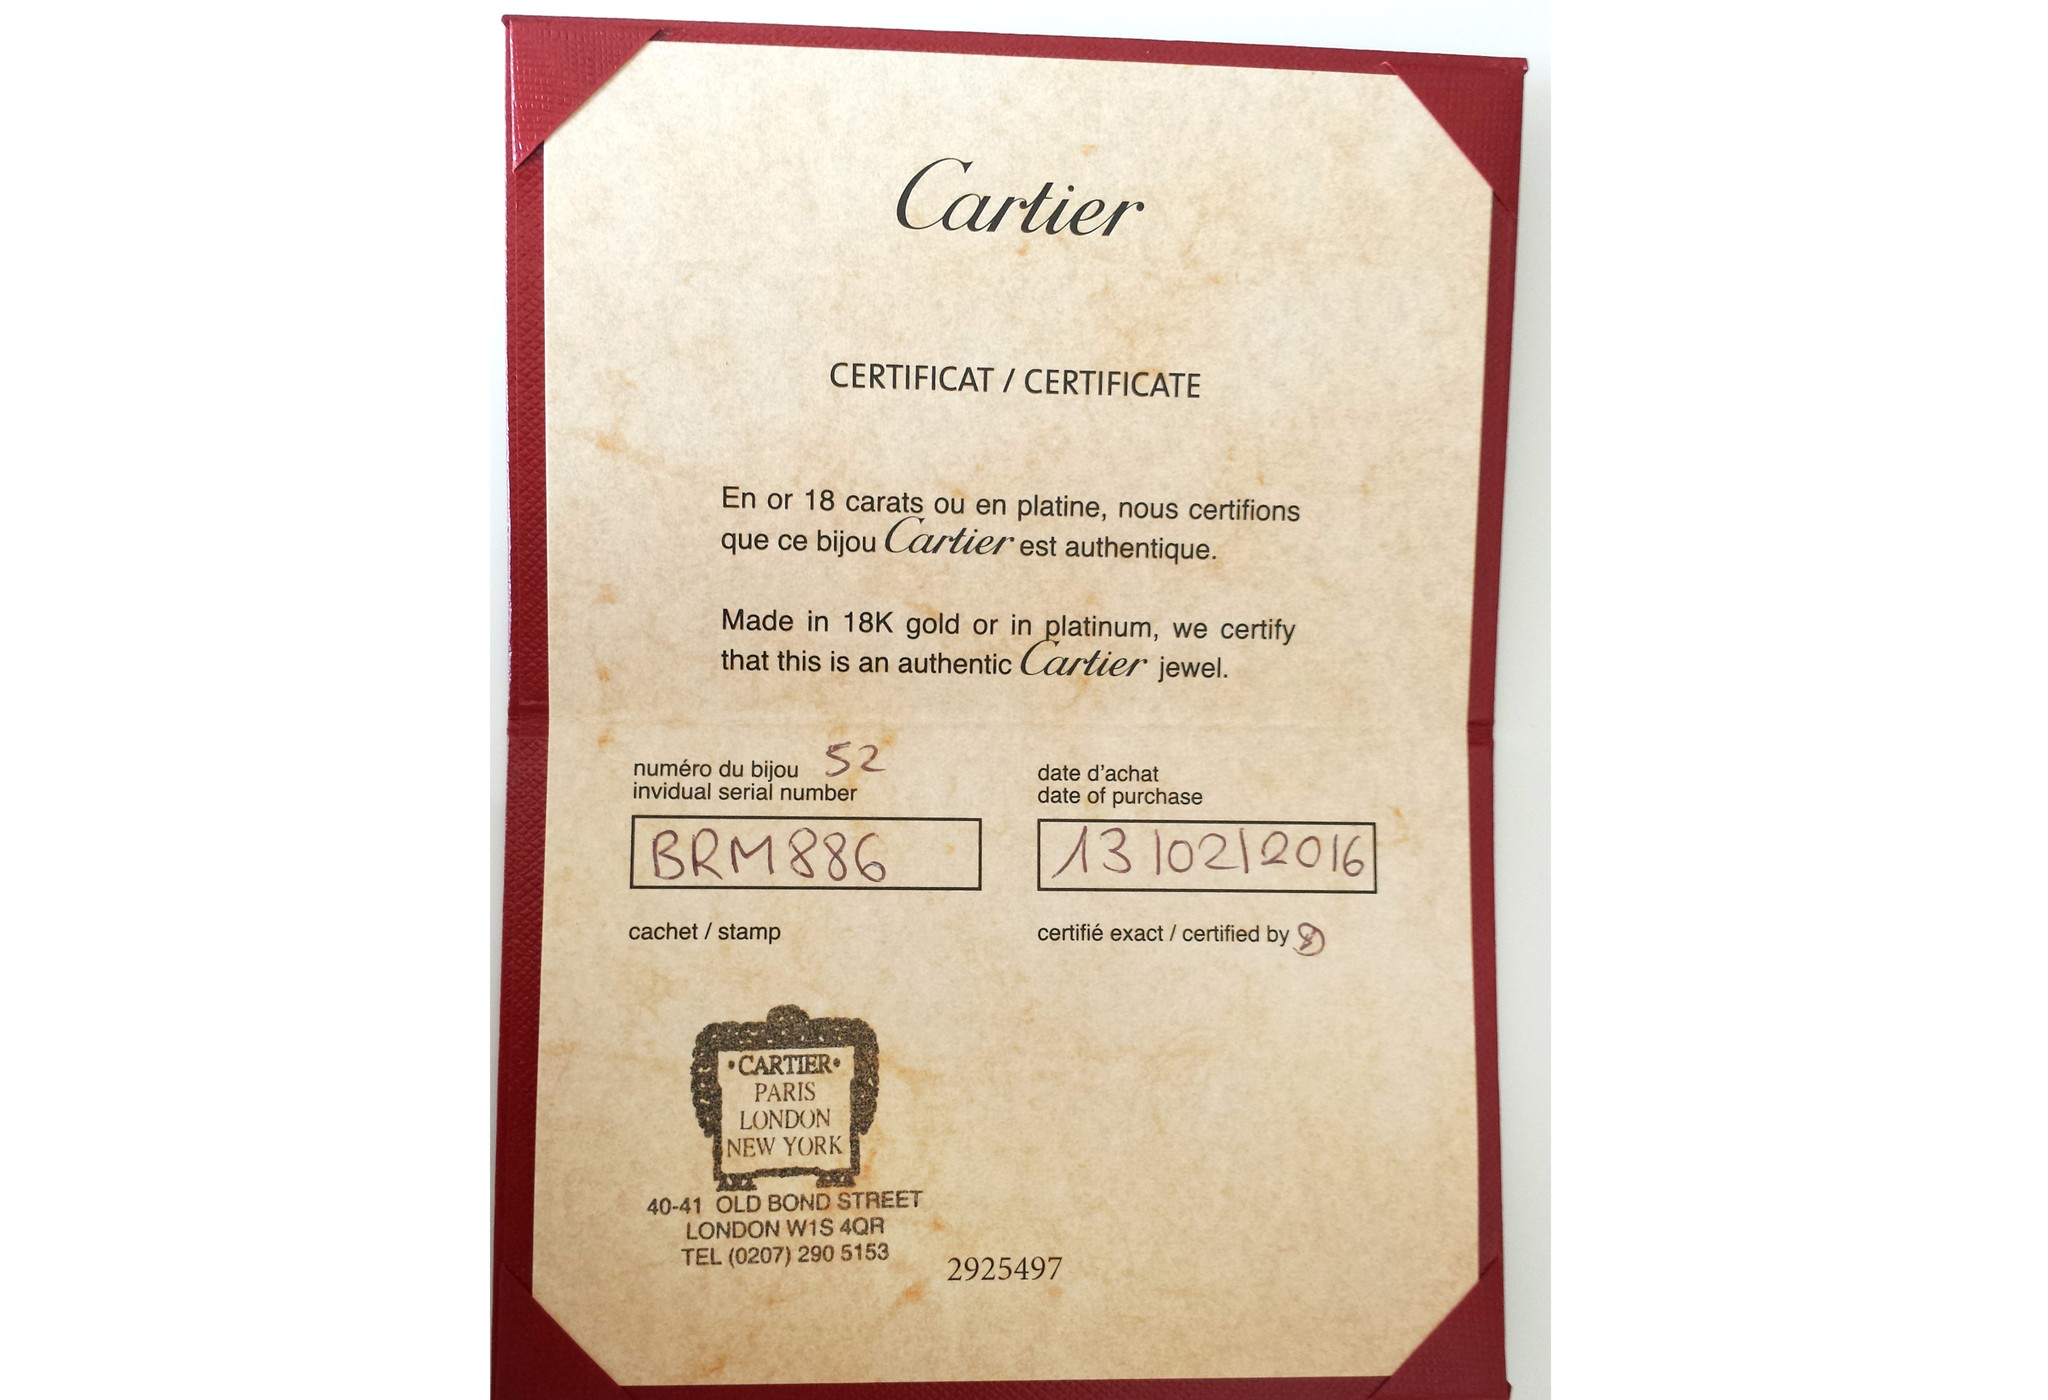 Cartier
CERTIFICAT / CERTIFICATE
En or 18 carats ou en platine, nous certifions
que ce bijou Cartier est authentique.
Made in 18K gold or in platinum, we certify
that this is an authentic Cartier jewel.
numéro du bijou 52
invidual serial number
BRM886
date d'achat
date of purchase
13/02/2016
cachet / stamp
certifié exact / certified by
•CARTIER•
PARIS
LONDON
NEW YORK
40-41 OLD BOND STREET
LONDON W1S 4QR
TEL (0207) 290 5153
2925497